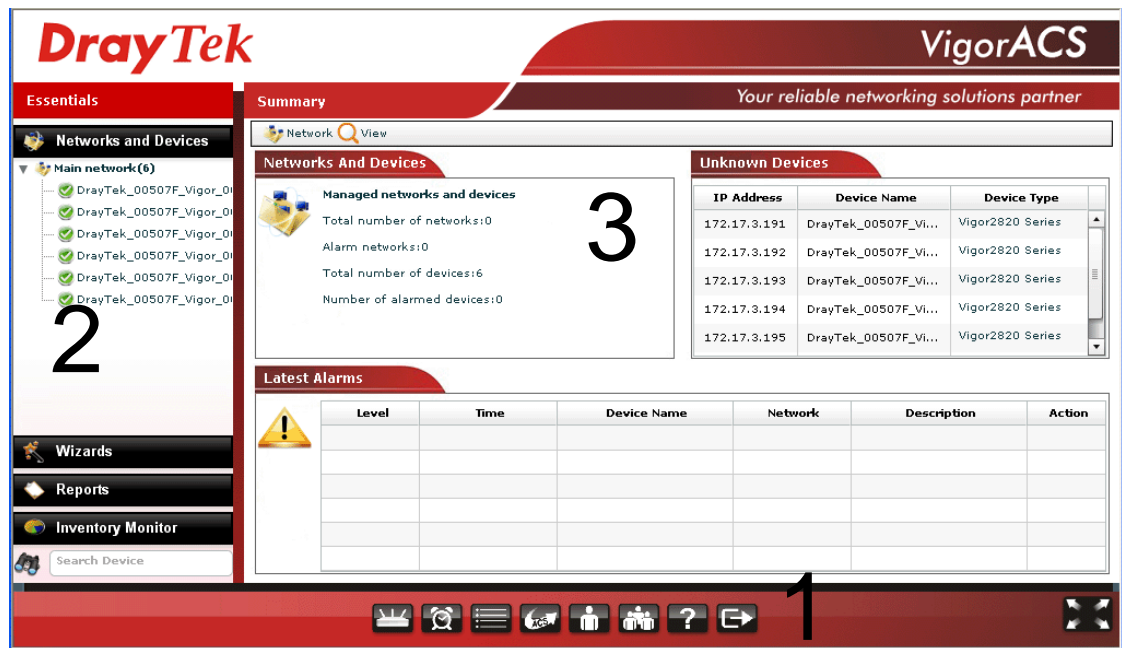 DrayTek
VigorACS
Essentials
Summary
Your reliable networking solutions partner
Networks and Devices
Main network(6)
DrayTek_00507F_Vigor_0
DrayTek_00507F_Vigor_0
DrayTek_00507F_Vigor_0
DrayTek_00507F_Vigor_0
DrayTek_00507F_Vigor_0
DrayTek_00507F_Vigor_0
2
Wizards
Reports
Inventory Monitor
Search Device
Network View
Networks And Devices
Managed networks and devices
Total number of networks:0
Alarm networks:0
Total number of devices:6
Number of alarmed devices:0
3
Unknown Devices
IP Address Device Name Device Type
172.17.3.191 DrayTek_00507F_Vi... Vigor2820 Series
172.17.3.192 DrayTek_00507F_Vi... Vigor2820 Series
172.17.3.193 DrayTek_00507F_Vi... Vigor2820 Series
172.17.3.194 DrayTek_00507F_Vi... Vigor2820 Series
172.17.3.195 DrayTek_00507F_Vi... Vigor2820 Series
Latest Alarms
Level Time Device Name Network Description Action
ACS
?
1